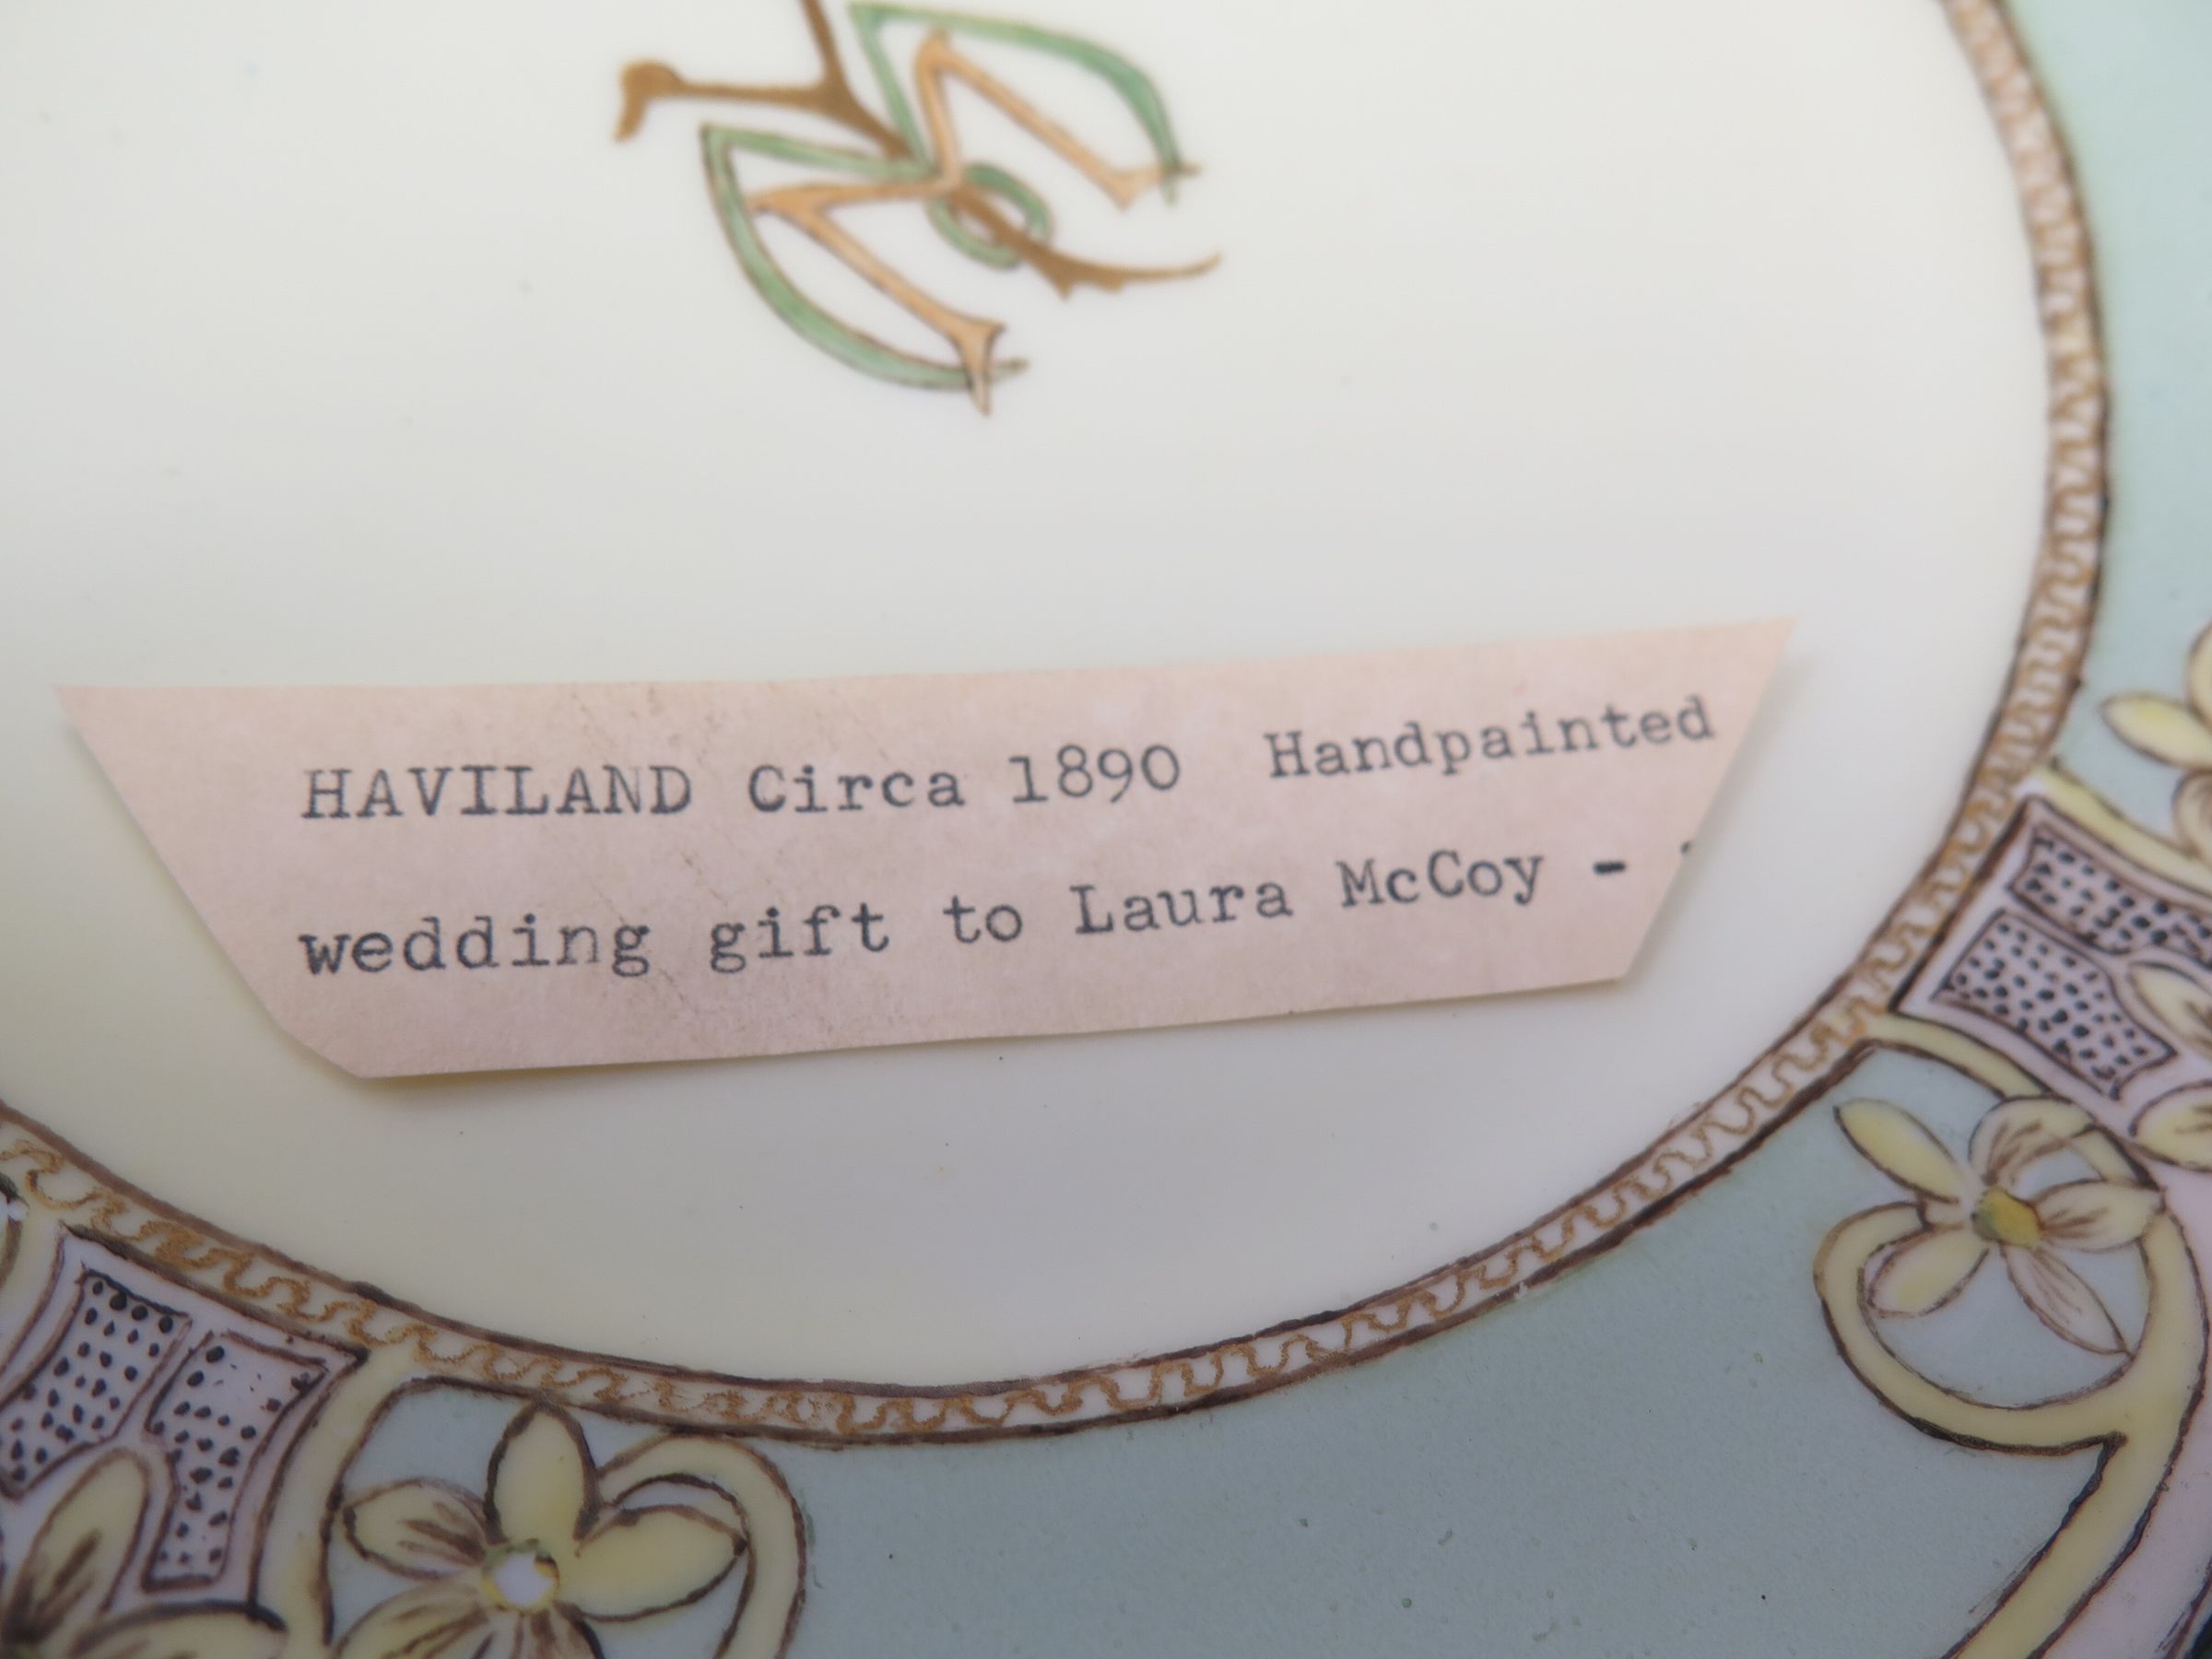 HAVILAND Circa 1890 Handpainted
wedding gift to Laura McCoy -